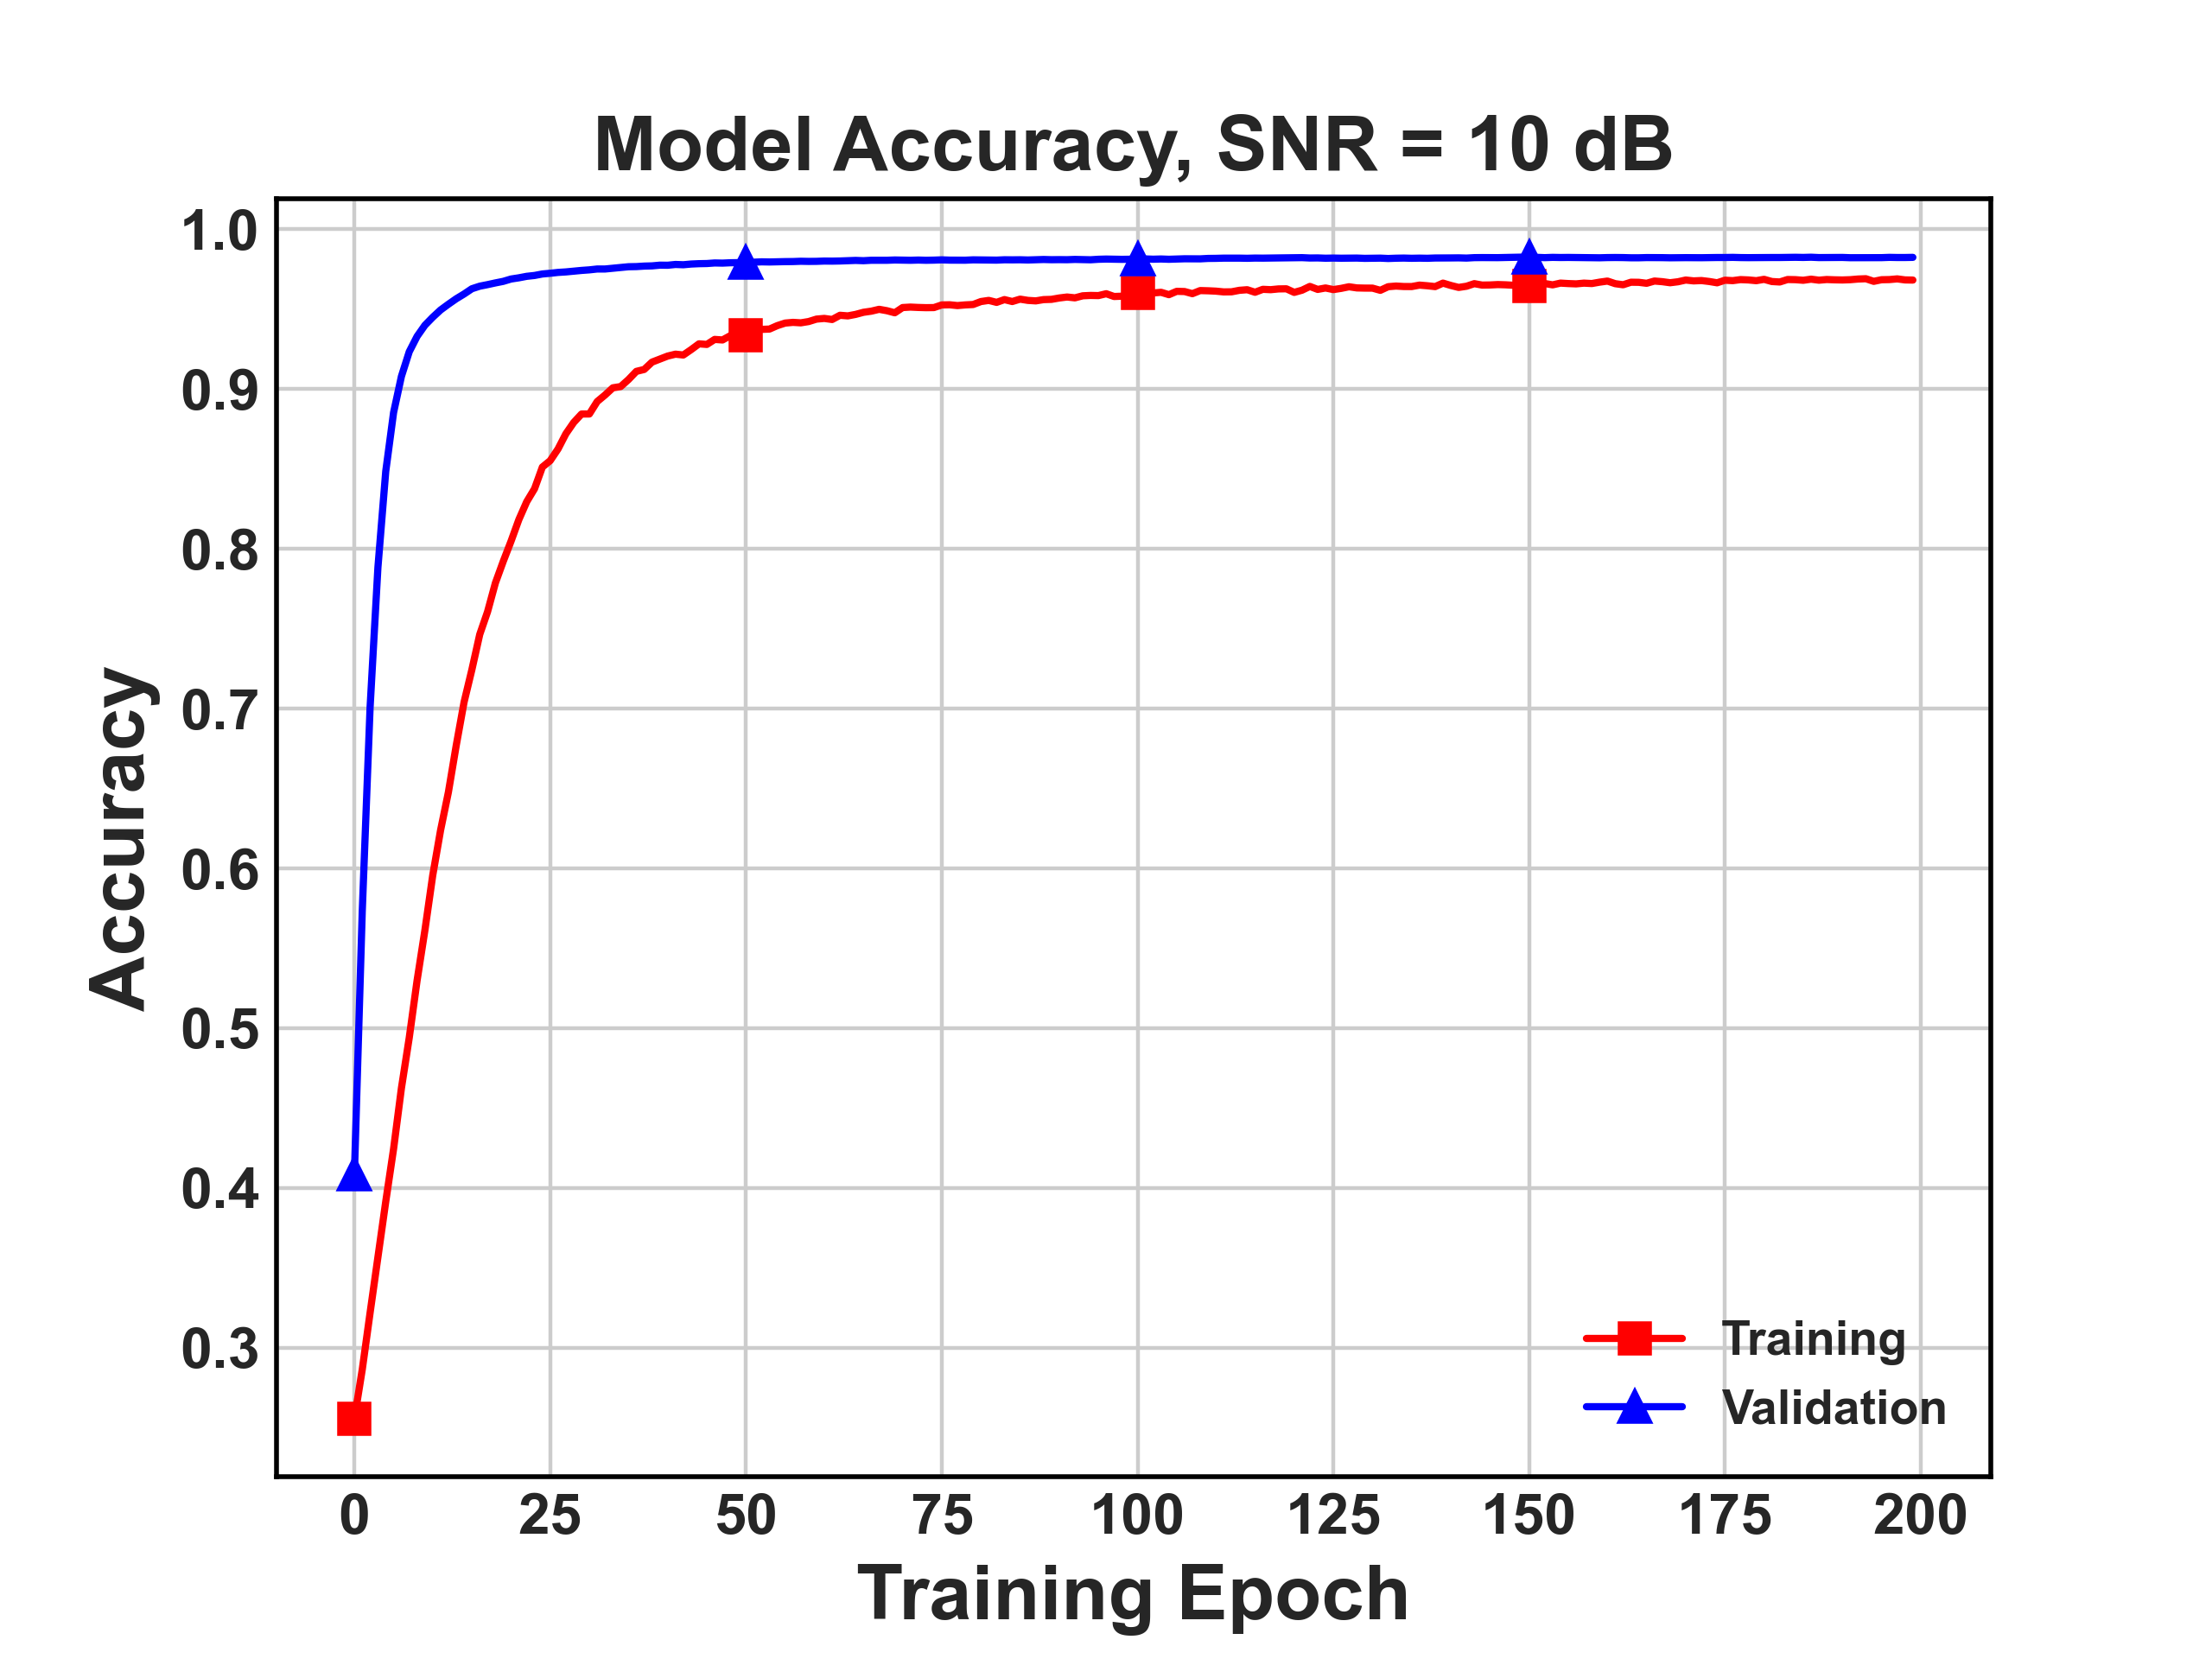 Model Accuracy, SNR = 10 dB
1.0
0.9
0.8
0.7
0.6
0.5
0.4
0.3
Accuracy
0 25 50 75 100 125 150 175 200
Training Epoch
Training
Validation